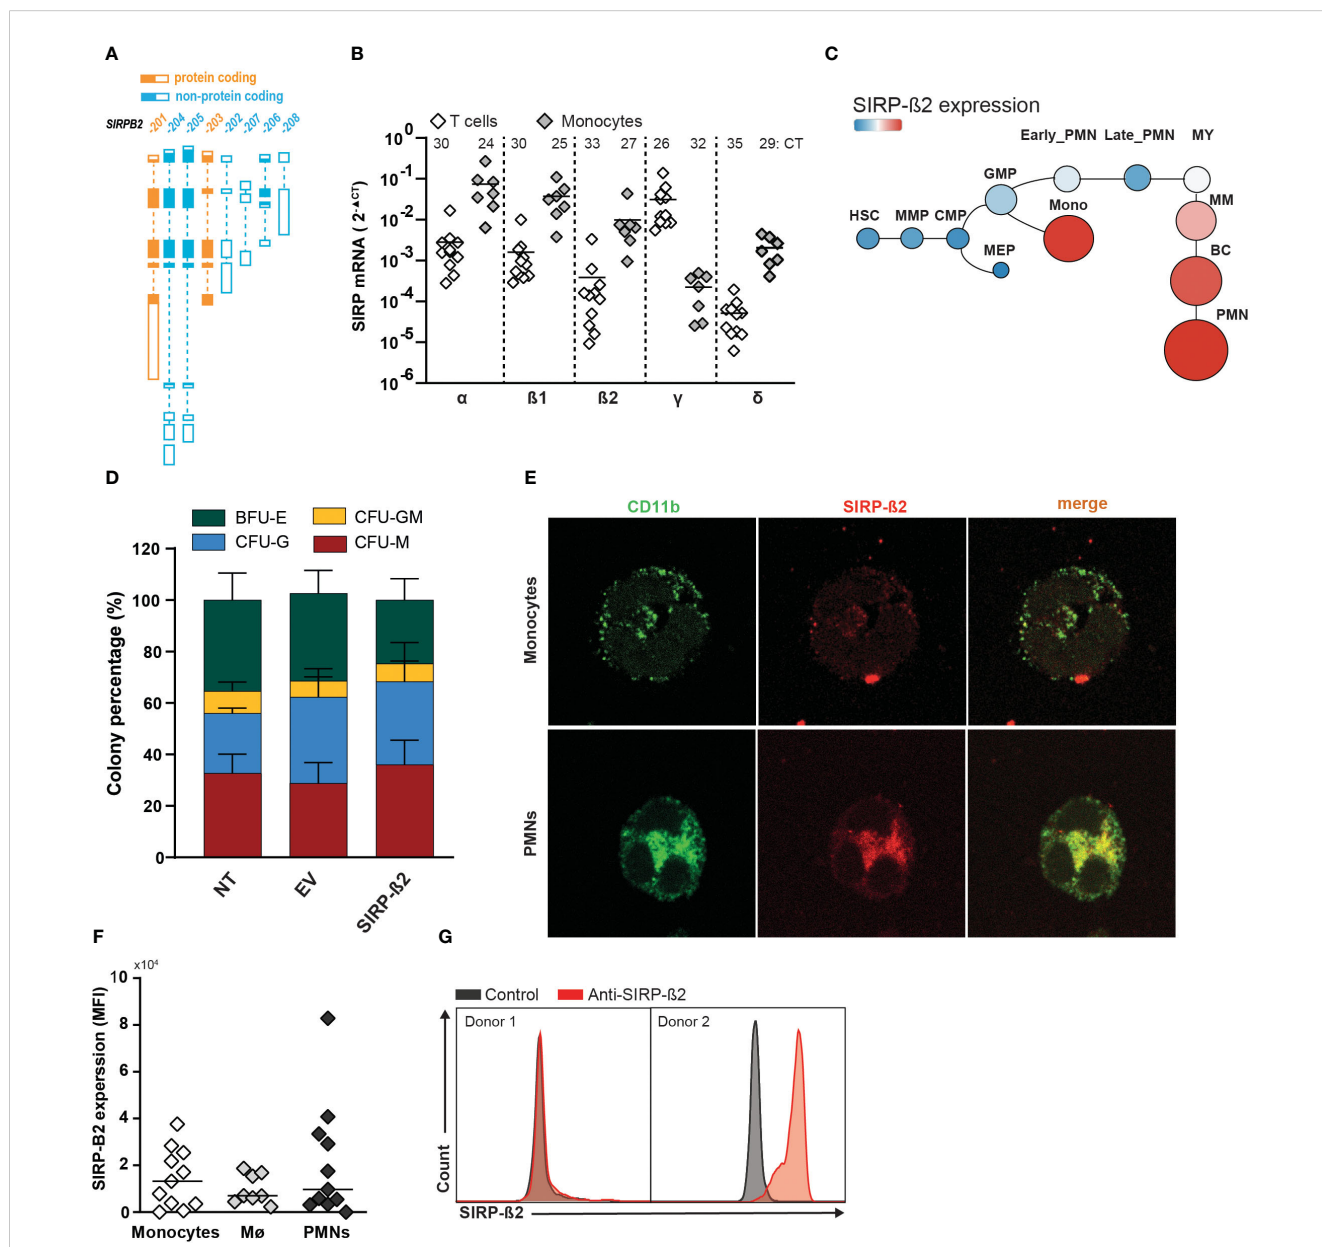 A
protein coding
non-protein coding
SIRPB2 -201 -204 -205 -203 -202 -207 -206 -208
B
T cells Monocytes
30 24 30 25 33 27 26 32 35 29: CT
SIRP mRNA (2-▲CT)
10 0
10 -1
10 -2
10 -3
10 -4
10 -5
10 -6
α ß1 ß2 γ δ
C
SIRP-ß2 expression
Early_PMN Late_PMN MY
GMP
Mono
MM
HSC MMP CMP
MEP
BC
PMN
D
BFU-E CFU-GM
CFU-G CFU-M
Colony percentage (%)
120
100
80
60
40
20
0
NT EV SIRP-ß2
E
CD11b SIRP-ß2 merge
Monocytes
PMNs
F
x10⁴
SIRP-B2 experssion (MFI)
10
8
6
4
2
0
Monocytes Mø PMNs
G
Control Anti-SIRP-ß2
Donor 1 Donor 2
Count
SIRP-ß2